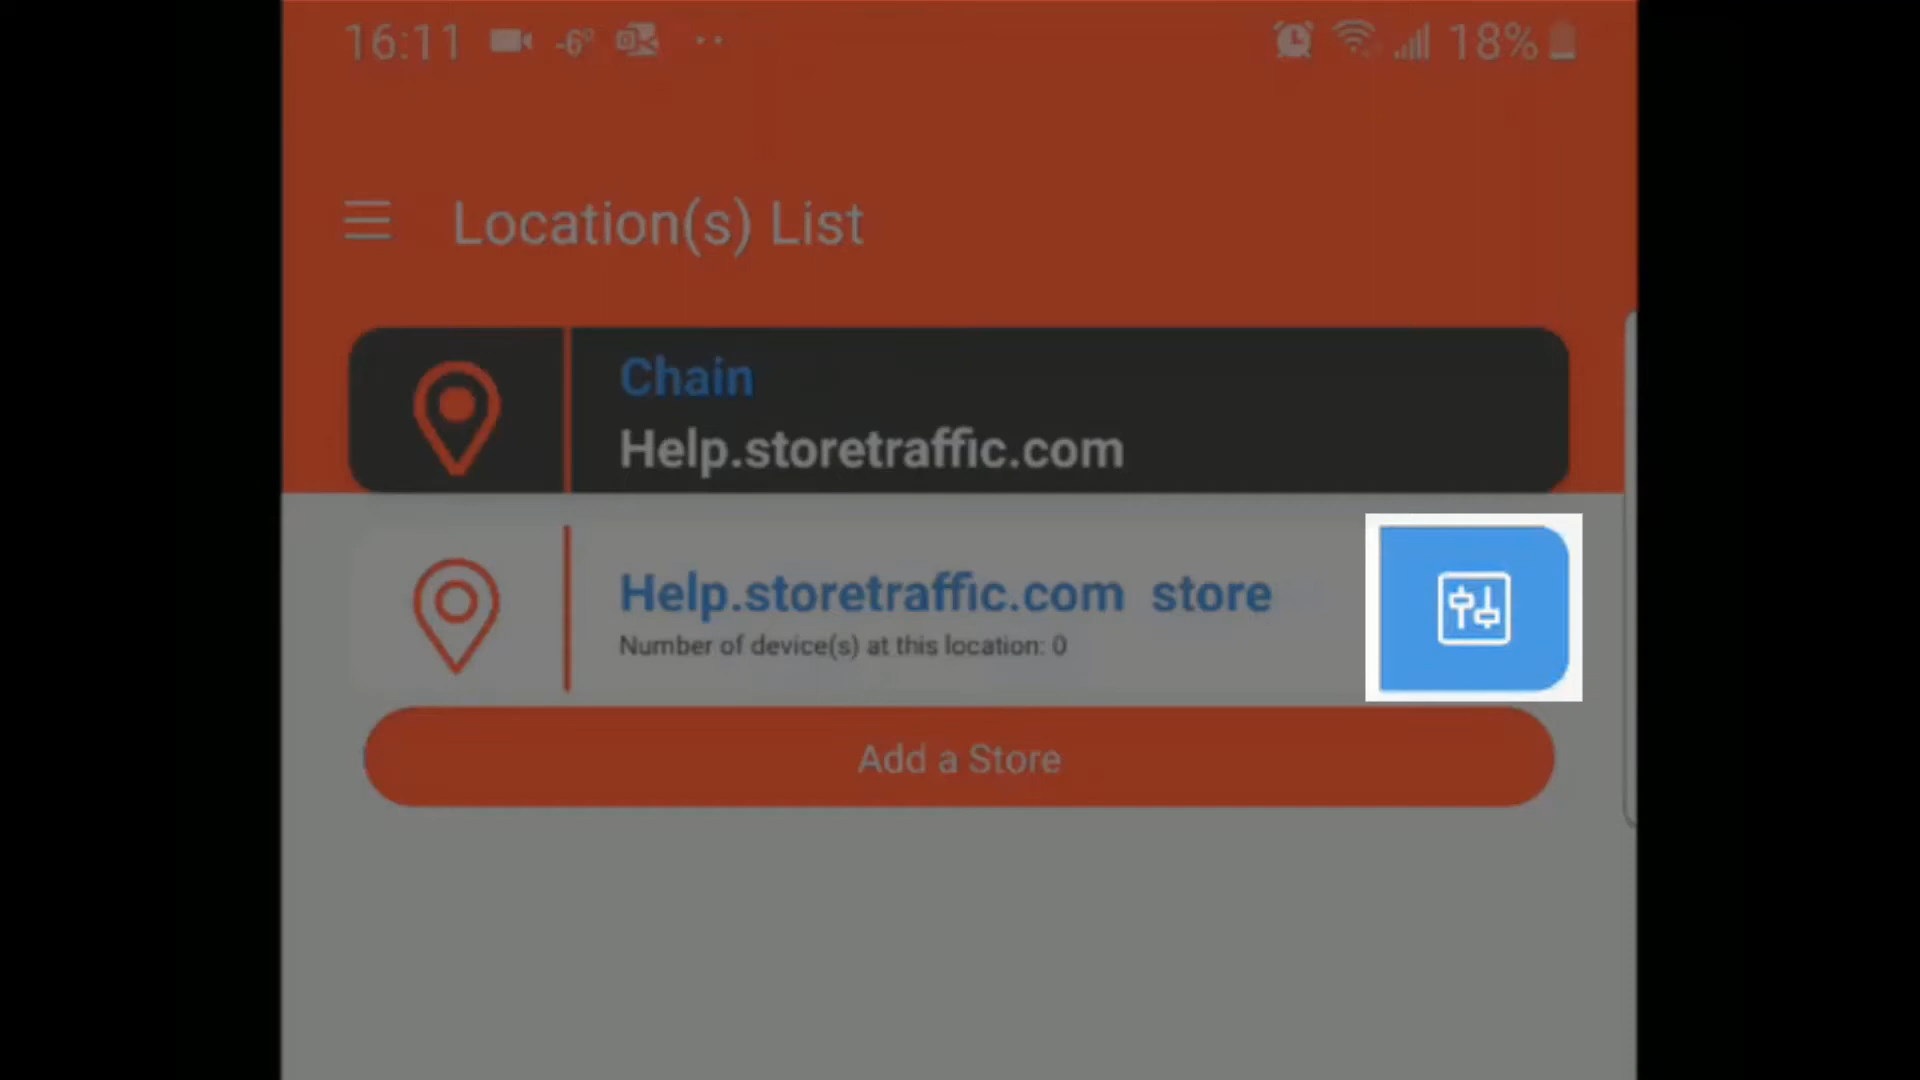 16:11 -6° 18%
Location(s) List
Chain
Help.storetraffic.com
Help.storetraffic.com store
Number of device(s) at this location: 0
Add a Store